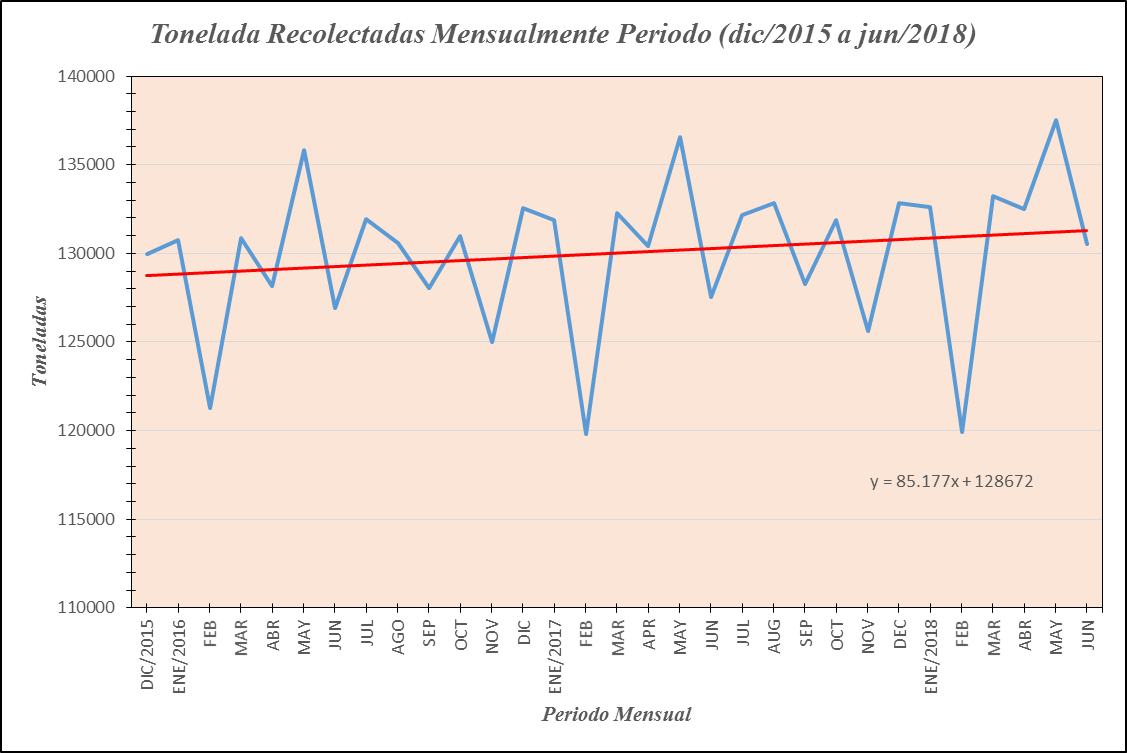 Tonelada Recolectadas Mensualmente Periodo (dic/2015 a jun/2018)
140000
135000
130000
125000
120000
115000
110000
Toneladas
y = 85.177x + 128672
DIC/2015
ENE/2016
FEB
MAR
ABR
MAY
JUN
JUL
AGO
SEP
OCT
NOV
DIC
ENE/2017
FEB
MAR
APR
MAY
JUN
JUL
AUG
SEP
OCT
NOV
DEC
ENE/2018
FEB
MAR
ABR
MAY
JUN
Periodo Mensual